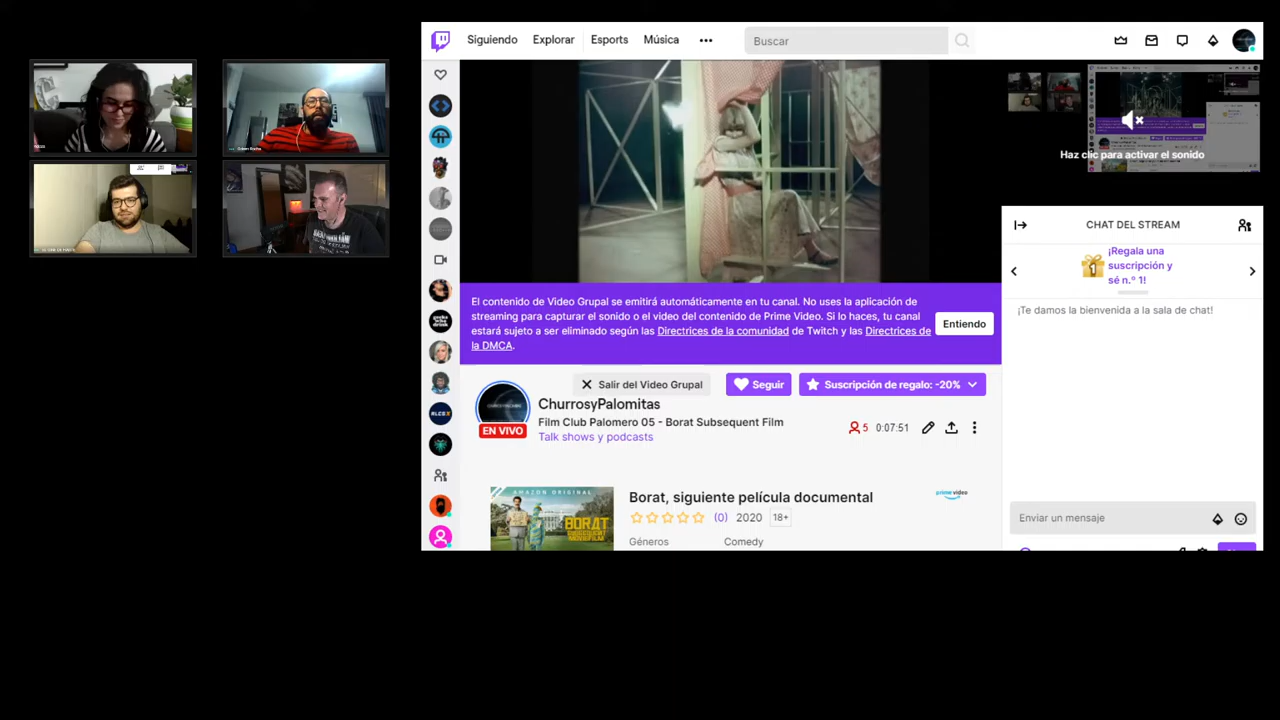 Siguiendo
Explorar
Esports
Música
Buscar
Haz clic para activar el sonido
CHAT DEL STREAM
¡Regala una
suscripción y
sé n.º 1!
¡Te damos la bienvenida a la sala de chat!
El contenido de Video Grupal se emitirá automáticamente en tu canal. No uses la aplicación de
streaming para capturar el sonido o el video del contenido de Prime Video. Si lo haces, tu canal
estará sujeto a ser eliminado según las Directrices de la comunidad de Twitch y las Directrices de
la DMCA.
Entiendo
Salir del Video Grupal
Seguir
Suscripción de regalo: -20%
ChurrosyPalomitas
EN VIVO
Film Club Palomero 05 - Borat Subsequent Film
Talk shows y podcasts
5
0:07:51
AMAZON ORIGINAL
BORAT
Borat, siguiente película documental
prime video
(0)
2020
18+
Géneros
Comedy
Enviar un mensaje